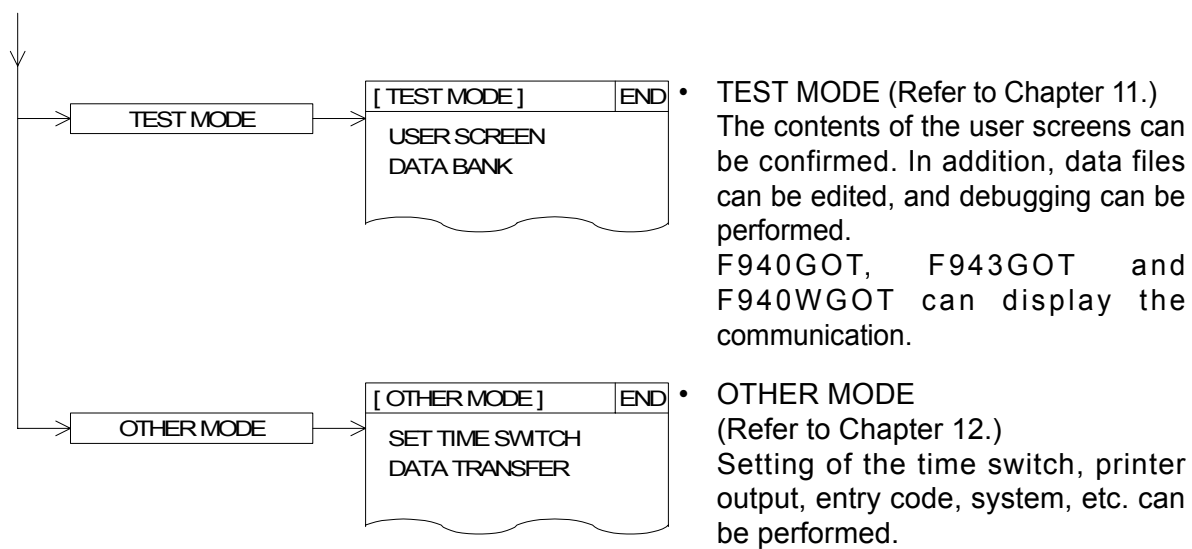 TEST MODE
[ TEST MODE ] END
USER SCREEN
DATA BANK
• TEST MODE (Refer to Chapter 11.)
The contents of the user screens can
be confirmed. In addition, data files
can be edited, and debugging can be
performed.
F940GOT, F943GOT and
F940WGOT can display the
communication.
OTHER MODE
[ OTHER MODE ] END
SET TIME SWITCH
DATA TRANSFER
• OTHER MODE
(Refer to Chapter 12.)
Setting of the time switch, printer
output, entry code, system, etc. can
be performed.